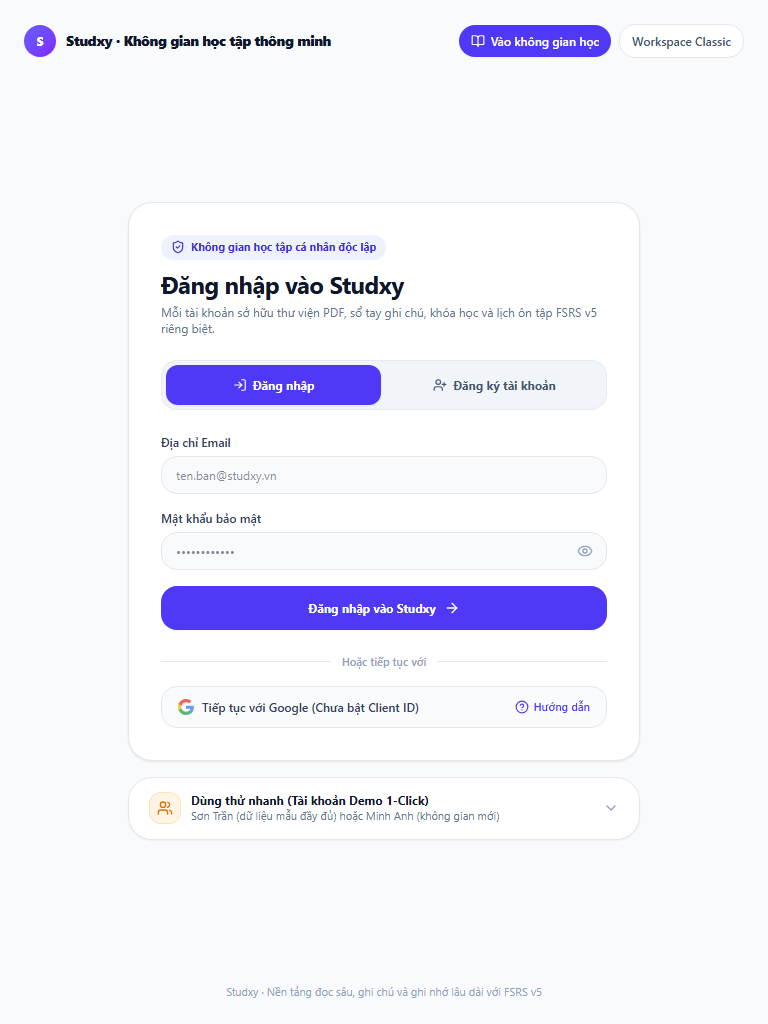 S
Studxy · Không gian học tập thông minh
Vào không gian học
Workspace Classic
Không gian học tập cá nhân độc lập
Đăng nhập vào Studxy
Mỗi tài khoản sở hữu thư viện PDF, sổ tay ghi chú, khóa học và lịch ôn tập FSRS v5
riêng biệt.
Đăng nhập
Đăng ký tài khoản
Địa chỉ Email
ten.ban@studxy.vn
Mật khẩu bảo mật
••••••••••••
Đăng nhập vào Studxy
Hoặc tiếp tục với
Tiếp tục với Google (Chưa bật Client ID)
Hướng dẫn
Dùng thử nhanh (Tài khoản Demo 1-Click)
Sơn Trần (dữ liệu mẫu đầy đủ) hoặc Minh Anh (không gian mới)
Studxy · Nền tảng đọc sâu, ghi chú và ghi nhớ lâu dài với FSRS v5